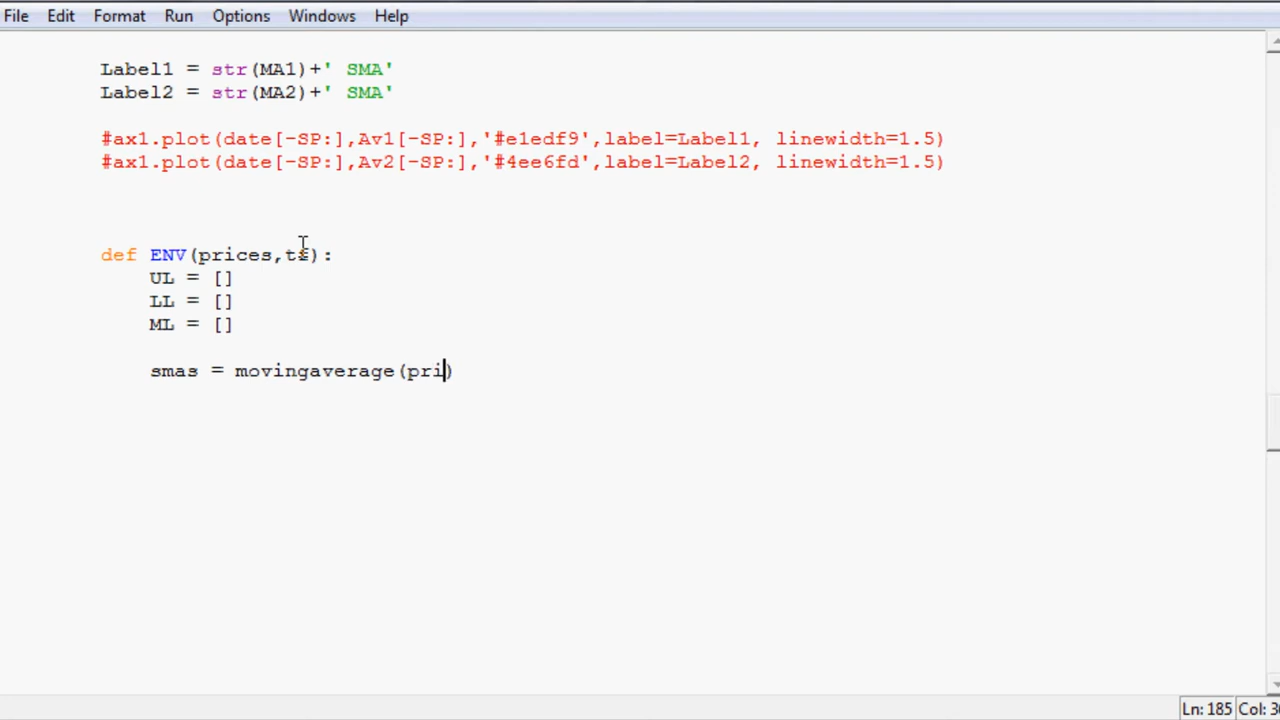 File Edit Format Run Options Windows Help
Label1 = str(MA1)+' SMA'
Label2 = str(MA2)+' SMA'
#ax1.plot(date[-SP:],Av1[-SP:],'#e1edf9',label=Label1, linewidth=1.5)
#ax1.plot(date[-SP:],Av2[-SP:],'#4ee6fd',label=Label2, linewidth=1.5)
def ENV(prices,tf):
UL = []
LL = []
ML = []
smas = movingaverage(pri)
Ln: 185 Col: